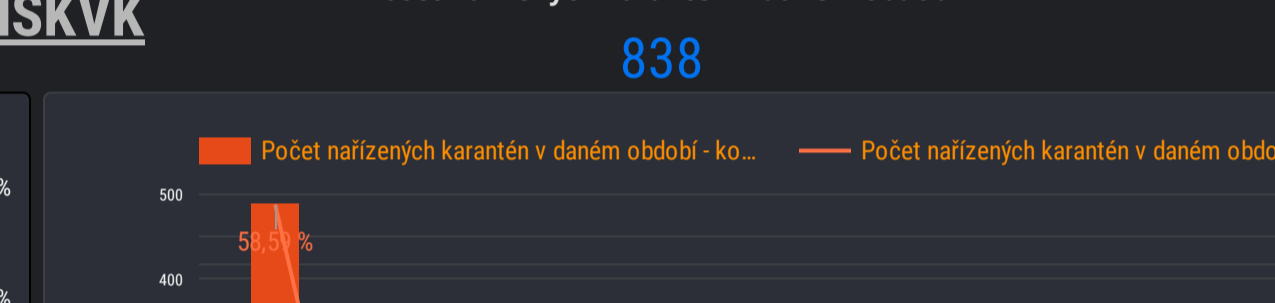 ISKVK
838
Počet nařízených karantén v daném období - ko…
Počet nařízených karantén v daném obdo
%
500
58,59 %
400
%